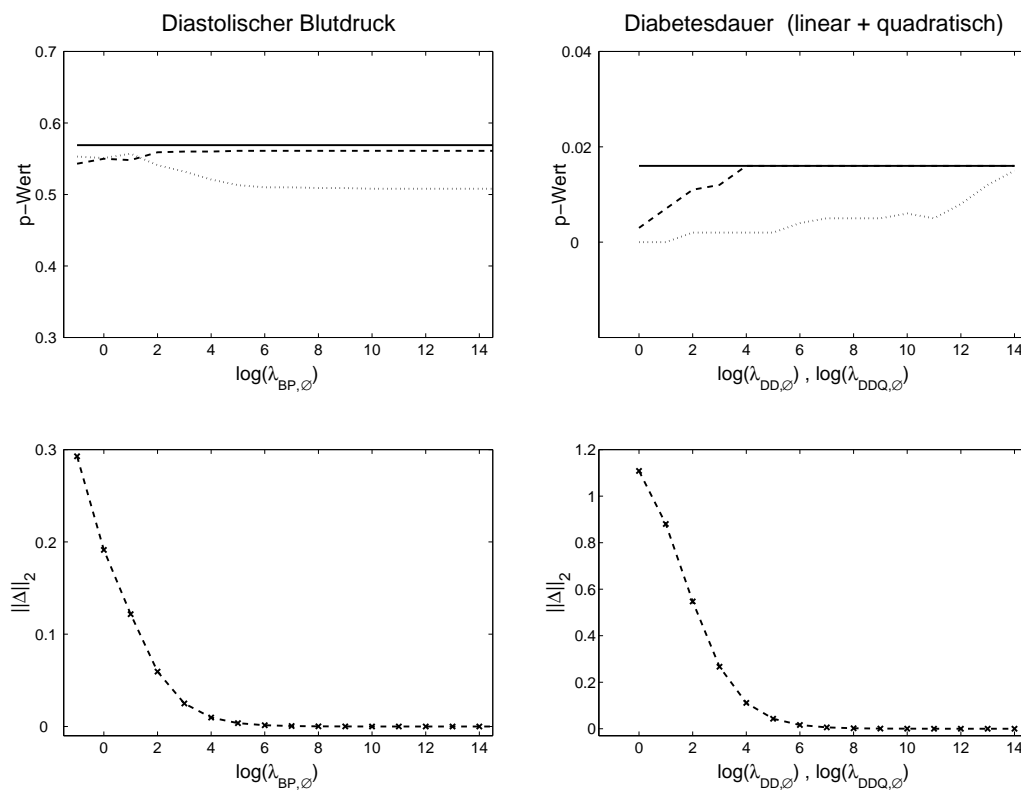 Diastolischer Blutdruck
0.7
0.6
0.5
0.4
0.3
p−Wert
0 2 4 6 8 10 12 14
log(λ_BP,∅)
Diabetesdauer (linear + quadratisch)
0.04
0.02
0
p−Wert
0 2 4 6 8 10 12 14
log(λ_DD,∅) , log(λ_DDQ,∅)
0.3
0.2
0.1
0
||Δ||_2
0 2 4 6 8 10 12 14
log(λ_BP,∅)
1.2
1
0.8
0.6
0.4
0.2
0
||Δ||_2
0 2 4 6 8 10 12 14
log(λ_DD,∅) , log(λ_DDQ,∅)